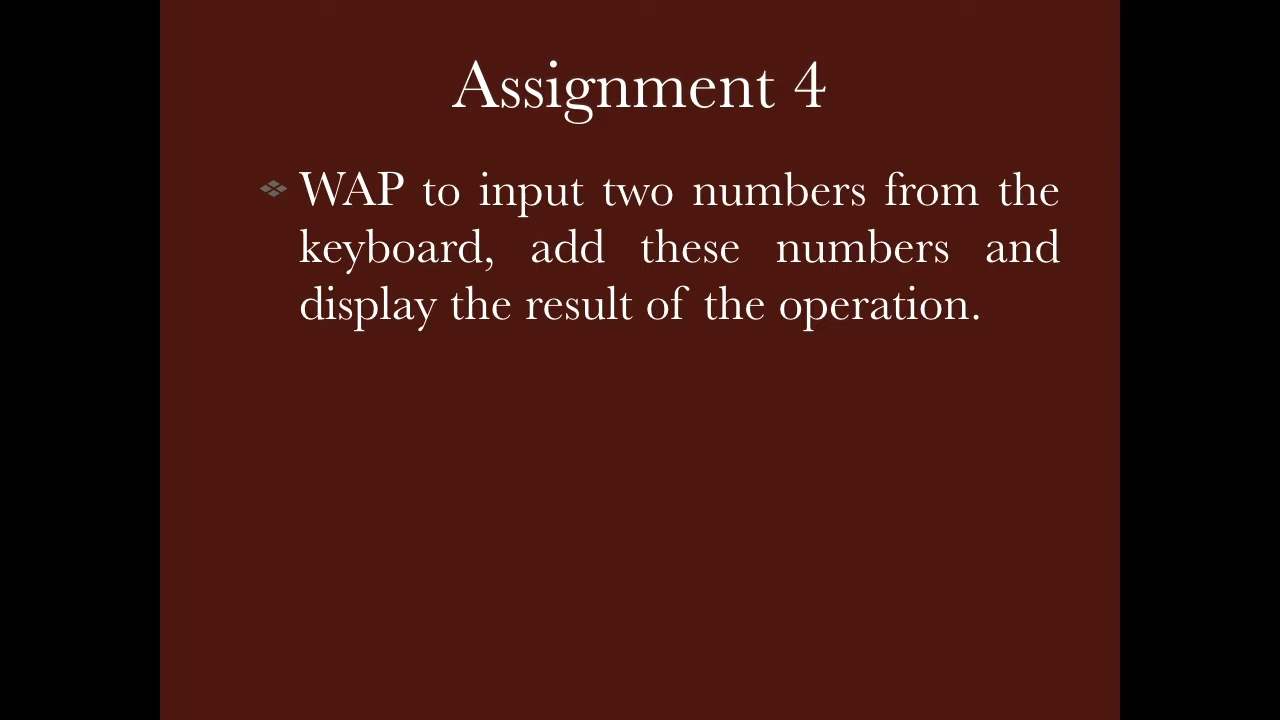 Assignment 4
WAP to input two numbers from the
keyboard, add these numbers and
display the result of the operation.